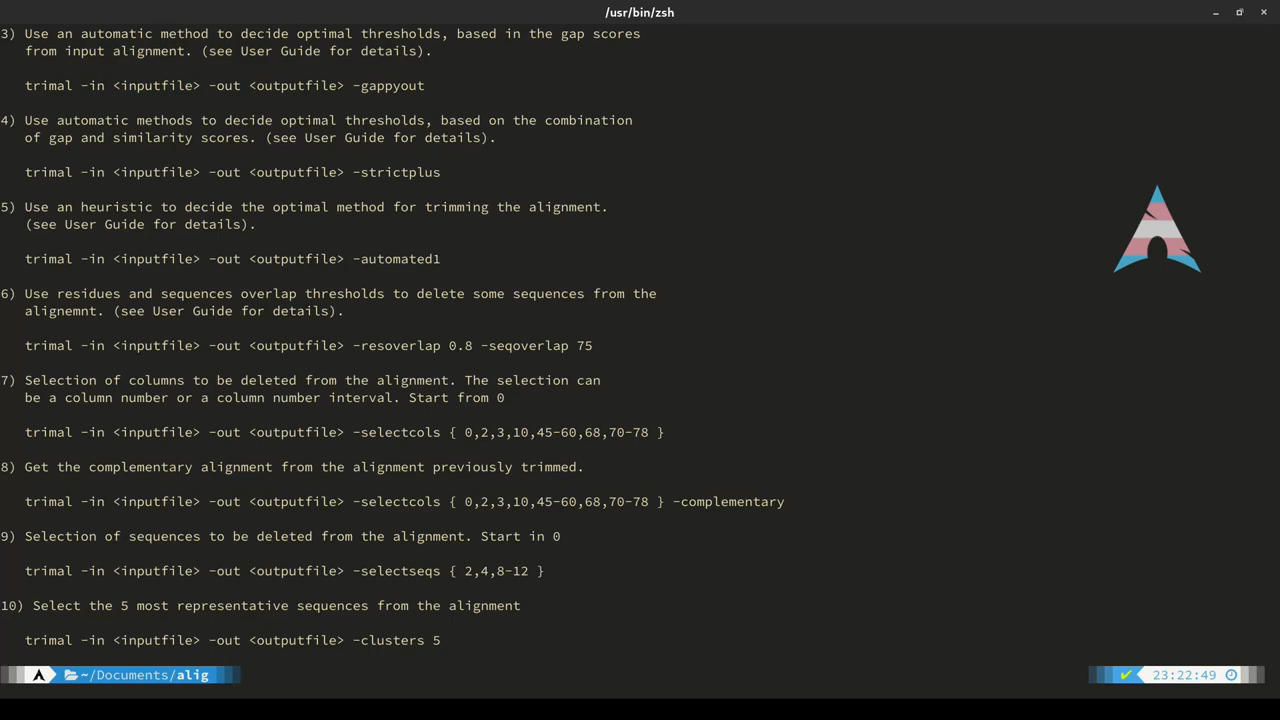 /usr/bin/zsh
3) Use an automatic method to decide optimal thresholds, based in the gap scores
from input alignment. (see User Guide for details).
trimal -in <inputfile> -out <outputfile> -gappyout
4) Use automatic methods to decide optimal thresholds, based on the combination
of gap and similarity scores. (see User Guide for details).
trimal -in <inputfile> -out <outputfile> -strictplus
5) Use an heuristic to decide the optimal method for trimming the alignment.
(see User Guide for details).
trimal -in <inputfile> -out <outputfile> -automated1
6) Use residues and sequences overlap thresholds to delete some sequences from the
alignemnt. (see User Guide for details).
trimal -in <inputfile> -out <outputfile> -resoverlap 0.8 -seqoverlap 75
7) Selection of columns to be deleted from the alignment. The selection can
be a column number or a column number interval. Start from 0
trimal -in <inputfile> -out <outputfile> -selectcols { 0,2,3,10,45-60,68,70-78 }
8) Get the complementary alignment from the alignment previously trimmed.
trimal -in <inputfile> -out <outputfile> -selectcols { 0,2,3,10,45-60,68,70-78 } -complementary
9) Selection of sequences to be deleted from the alignment. Start in 0
trimal -in <inputfile> -out <outputfile> -selectseqs { 2,4,8-12 }
10) Select the 5 most representative sequences from the alignment
trimal -in <inputfile> -out <outputfile> -clusters 5
~/Documents/alig
23:22:49